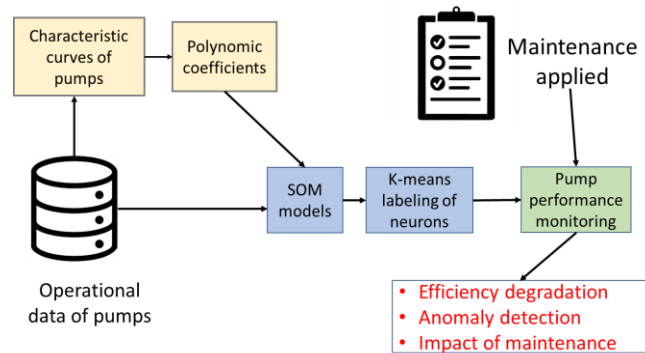 Characteristic
curves of
pumps
Polynomic
coefficients
Maintenance
applied
SOM
models
K-means
labeling of
neurons
Pump
performance
monitoring
Operational
data of pumps
• Efficiency degradation
• Anomaly detection
• Impact of maintenance